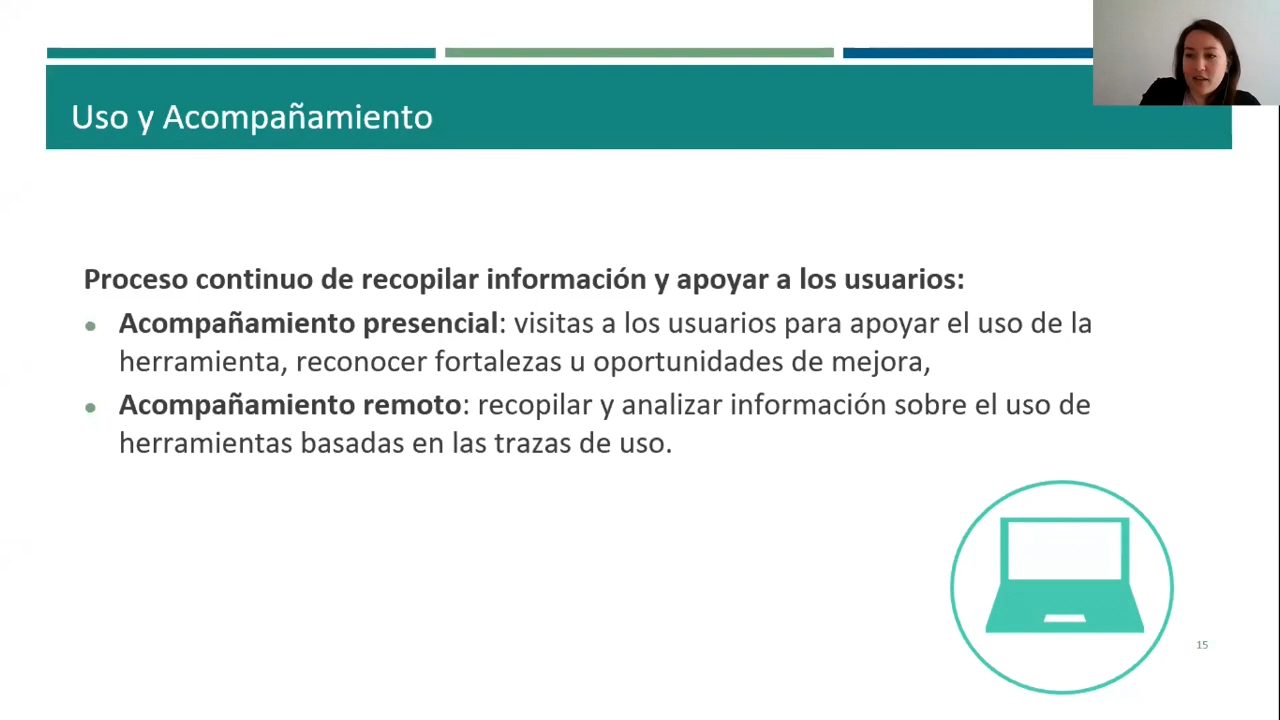 Uso y Acompañamiento
Proceso continuo de recopilar información y apoyar a los usuarios:
Acompañamiento presencial: visitas a los usuarios para apoyar el uso de la
herramienta, reconocer fortalezas u oportunidades de mejora,
Acompañamiento remoto: recopilar y analizar información sobre el uso de
herramientas basadas en las trazas de uso.
15